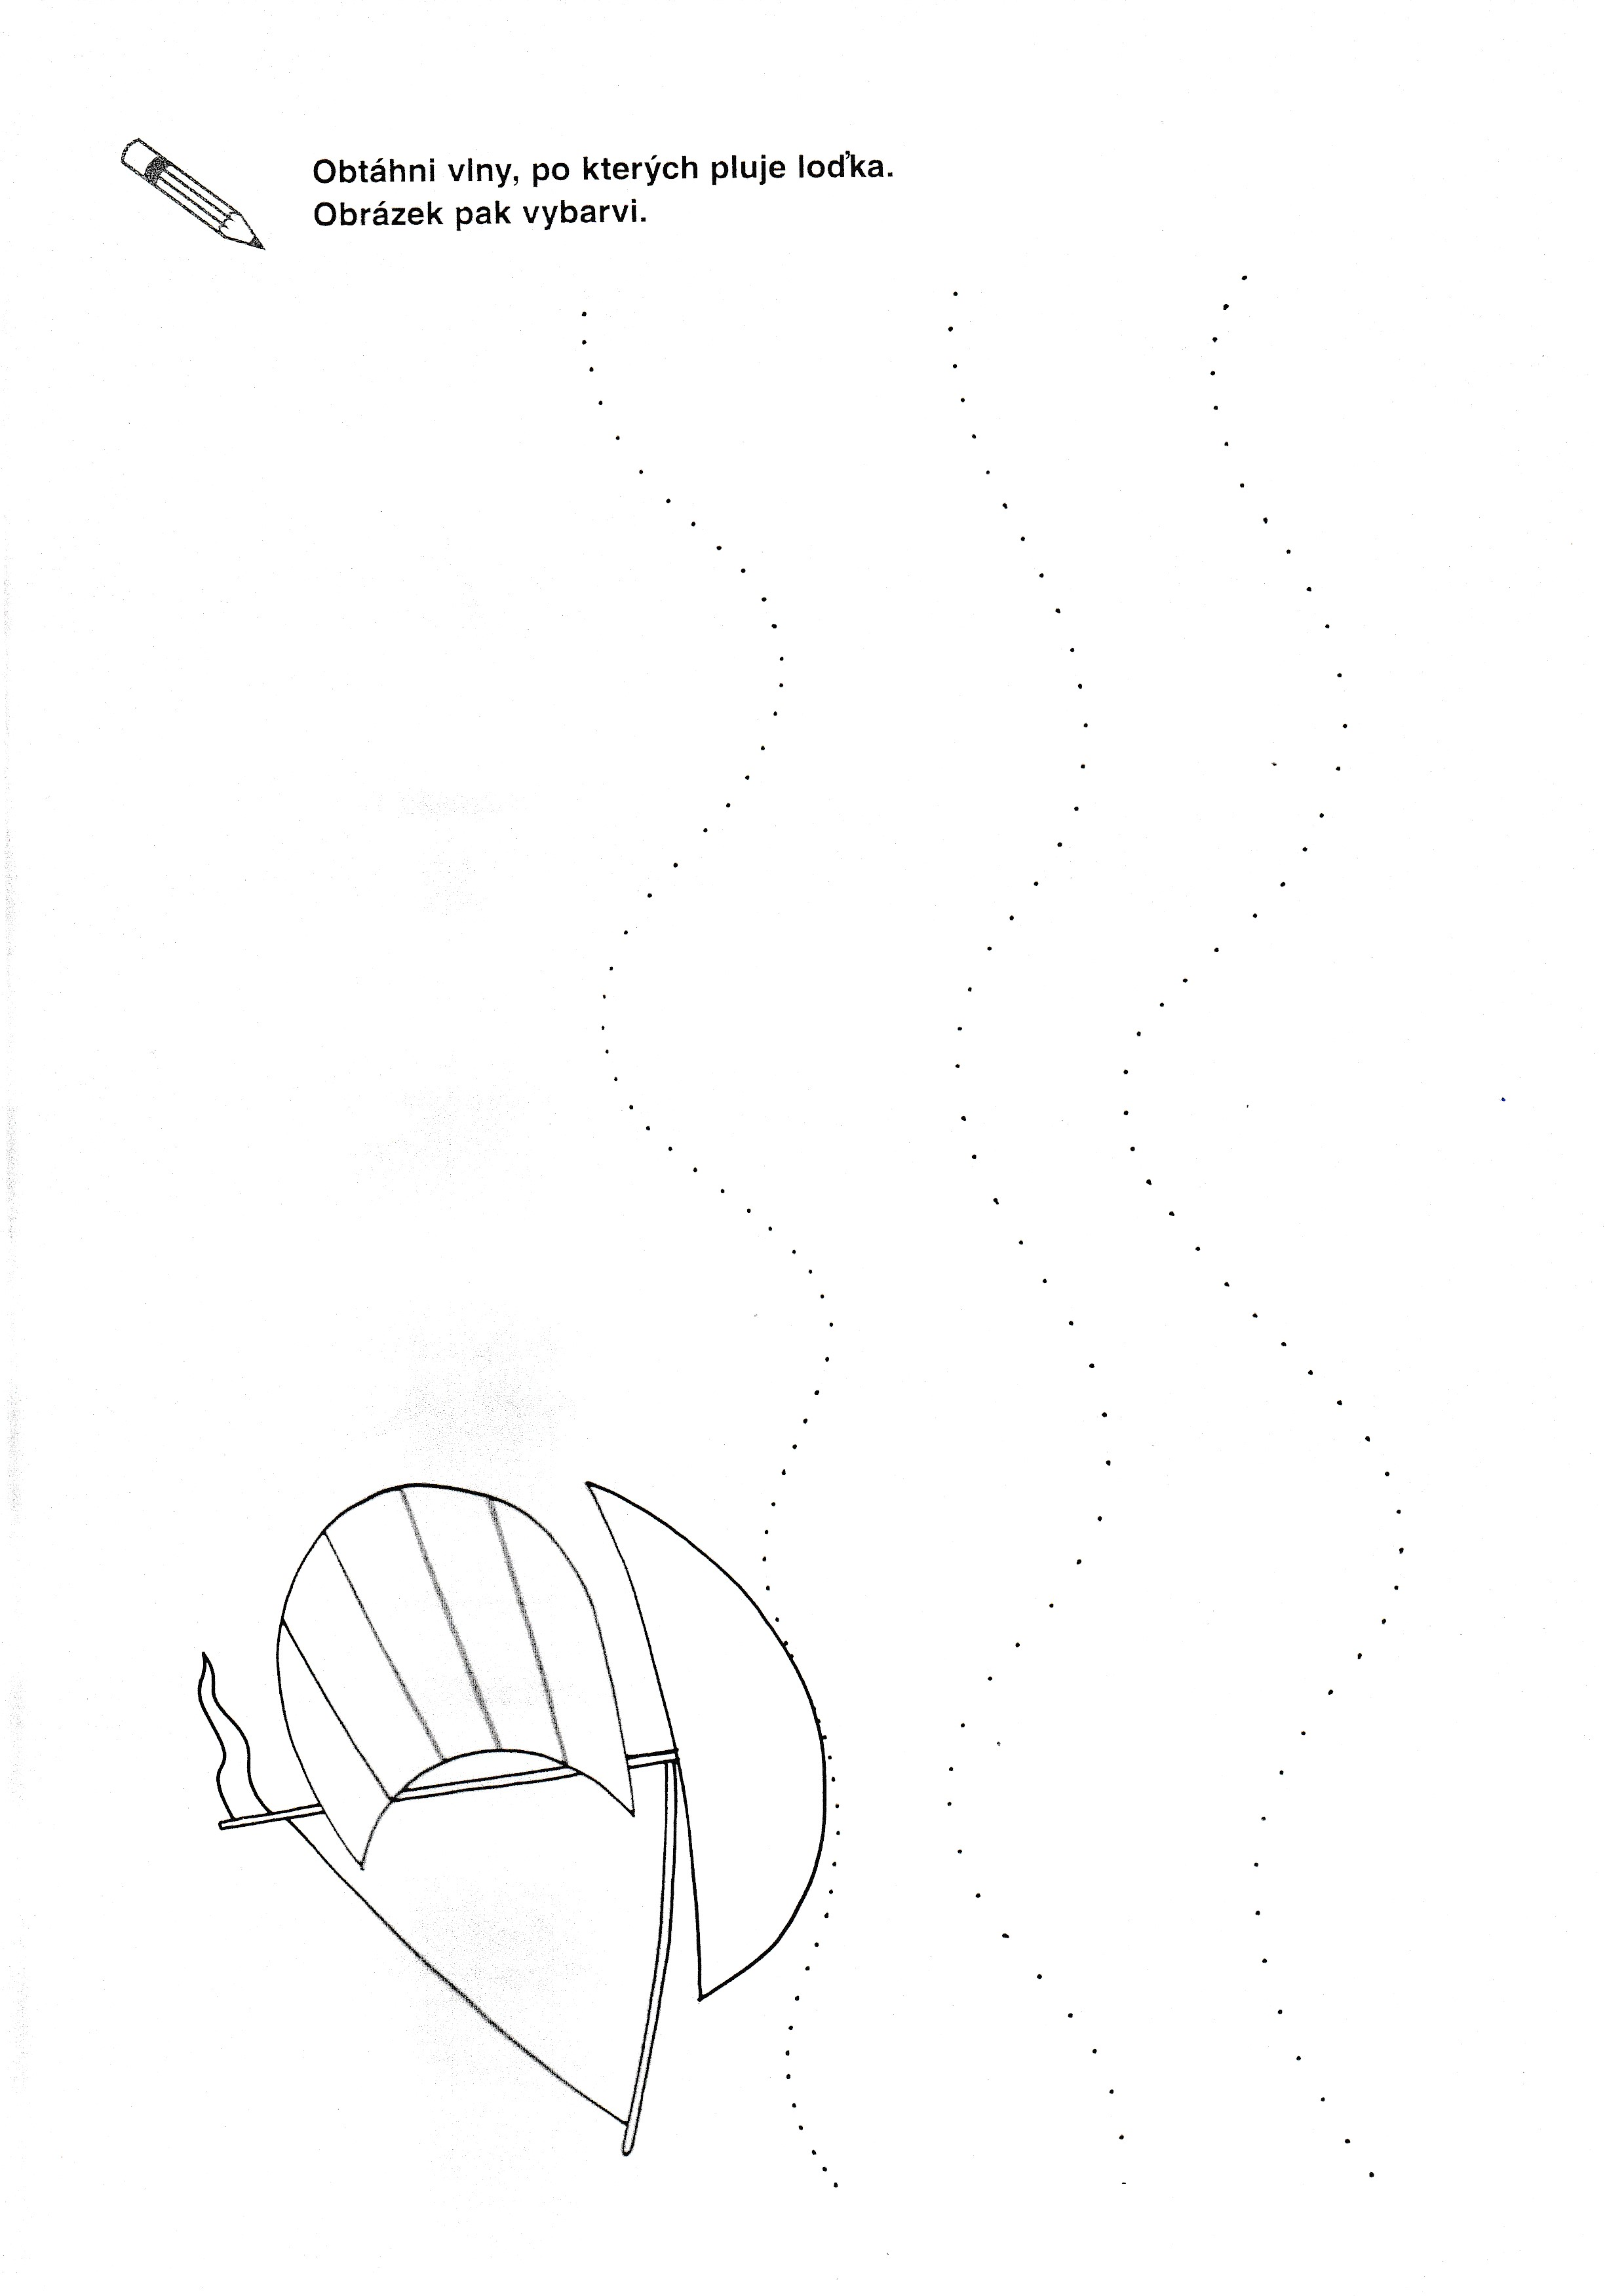 Obtáhni vlny, po kterých pluje loďka.
Obrázek pak vybarvi.